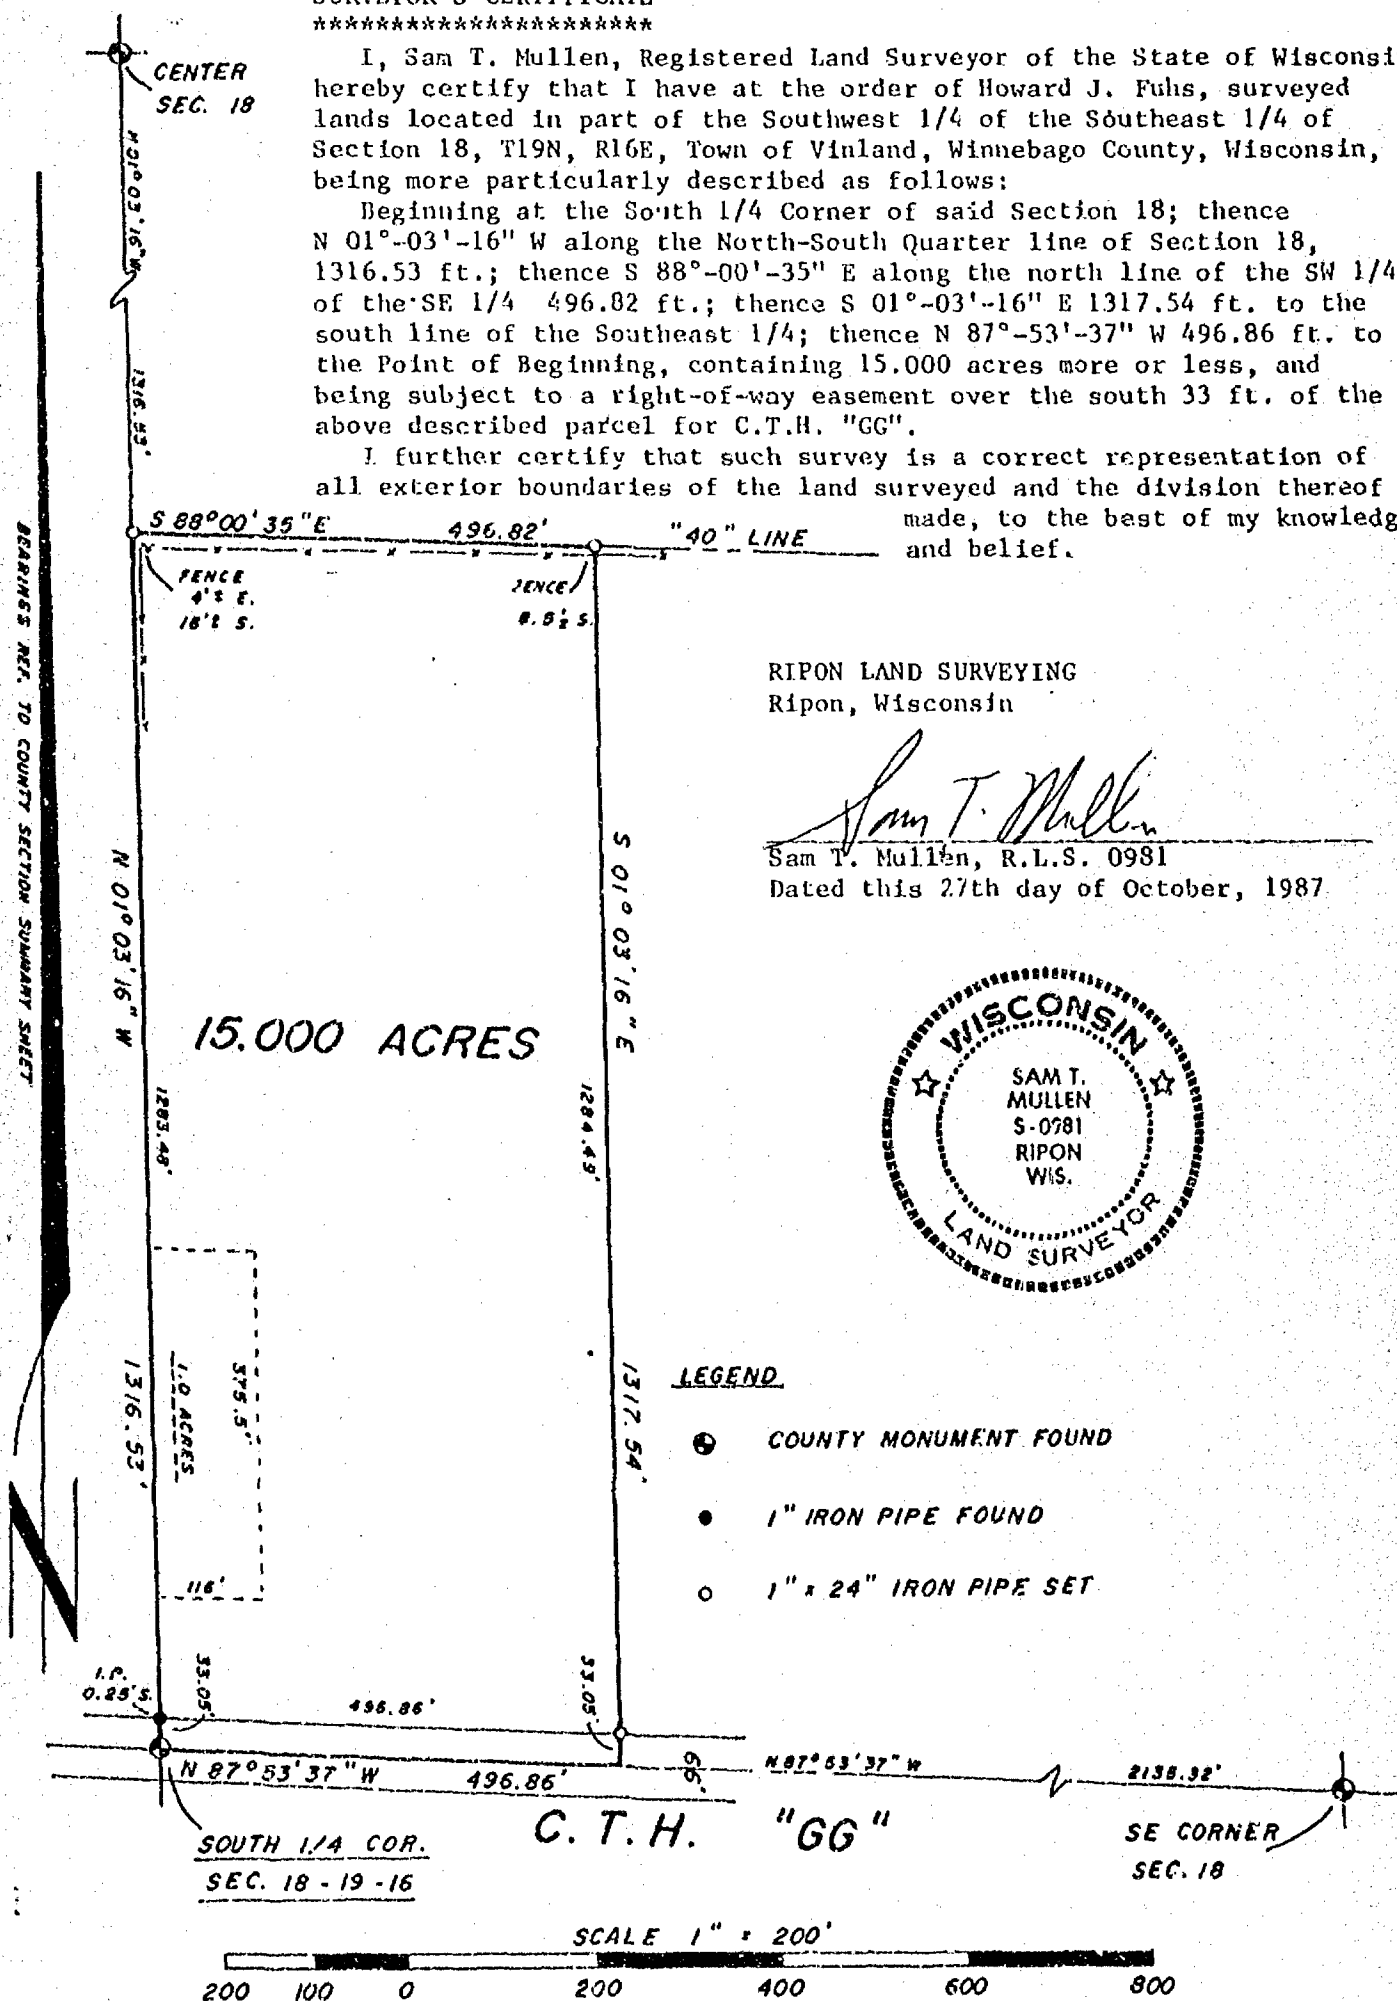 ***********************
I, Sam T. Mullen, Registered Land Surveyor of the State of Wisconsi
hereby certify that I have at the order of Howard J. Fuhs, surveyed
lands located in part of the Southwest 1/4 of the Southeast 1/4 of
Section 18, T19N, R16E, Town of Vinland, Winnebago County, Wisconsin,
being more particularly described as follows:
Beginning at the South 1/4 Corner of said Section 18; thence
N 01°-03'-16" W along the North-South Quarter line of Section 18,
1316.53 ft.; thence S 88°-00'-35" E along the north line of the SW 1/4
of the SE 1/4 496.82 ft.; thence S 01°-03'-16" E 1317.54 ft. to the
south line of the Southeast 1/4; thence N 87°-53'-37" W 496.86 ft. to
the Point of Beginning, containing 15.000 acres more or less, and
being subject to a right-of-way easement over the south 33 ft. of the
above described parcel for C.T.H. "GG".
I further certify that such survey is a correct representation of
all exterior boundaries of the land surveyed and the division thereof
made, to the best of my knowledg
and belief.
CENTER
SEC. 18
N 01°03'16"W
1316.53'
S 88°00'35"E 496.82' "40" LINE
FENCE
4'± E.
16'± S.
FENCE
S.
BEARINGS REF. TO COUNTY SECTION SUMMARY SHEET
RIPON LAND SURVEYING
Ripon, Wisconsin
Sam T. Mullen
Sam T. Mullen, R.L.S. 0981
Dated this 27th day of October, 1987
N 01° 03' 16" W
S 01° 03' 16" E
15.000 ACRES
1283.48'
1284.49'
WISCONSIN
SAM T.
MULLEN
S-0981
RIPON
WIS.
LAND SURVEYOR
1316.53'
1.0 ACRES
375.5'
116'
1317.54'
LEGEND
COUNTY MONUMENT FOUND
1" IRON PIPE FOUND
1" x 24" IRON PIPE SET
N
I.P.
0.25'S.
33.05'
496.86'
33.05'
N 87°53'37"W 496.86'
66'
N 87°53'37"W
2138.32'
C.T.H. "GG"
SOUTH 1/4 COR.
SEC. 18-19-16
SE CORNER
SEC. 18
SCALE 1" = 200'
200 100 0 200 400 600 800